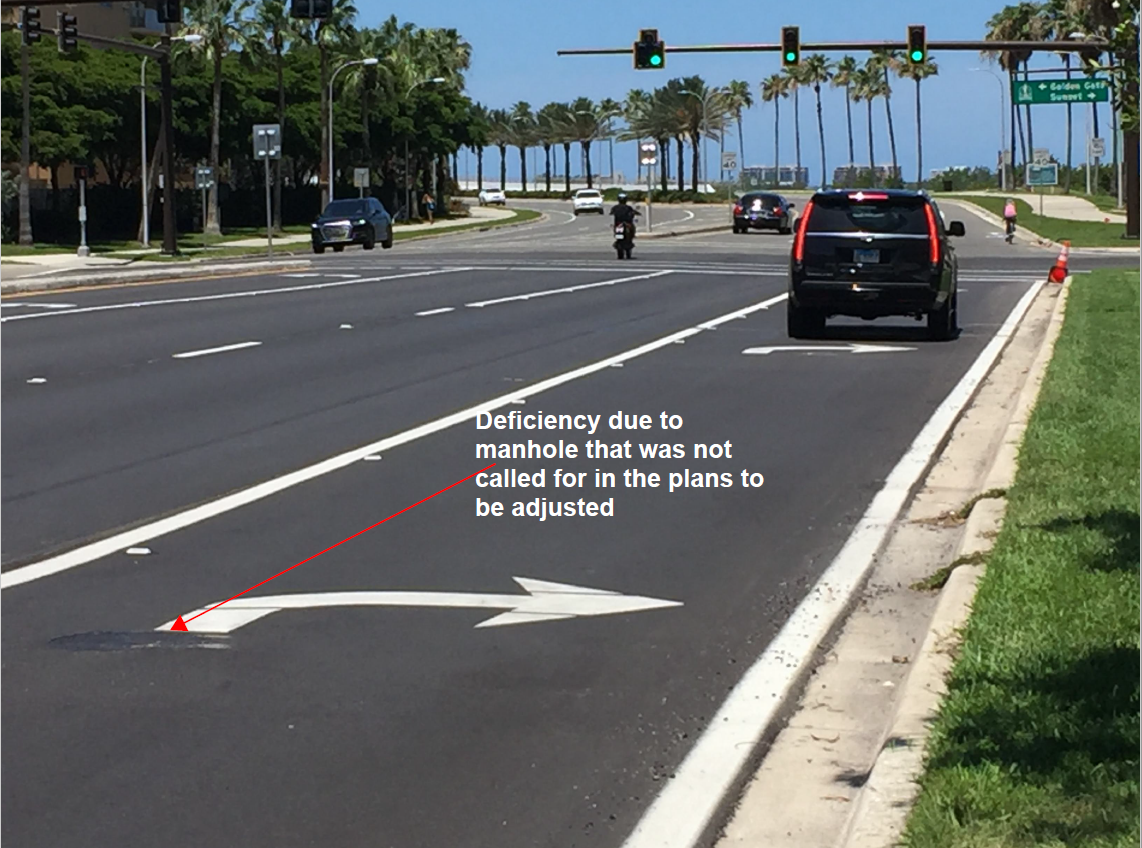 ← Golden Gate
Sunset →
40
Deficiency due to
manhole that was not
called for in the plans to
be adjusted